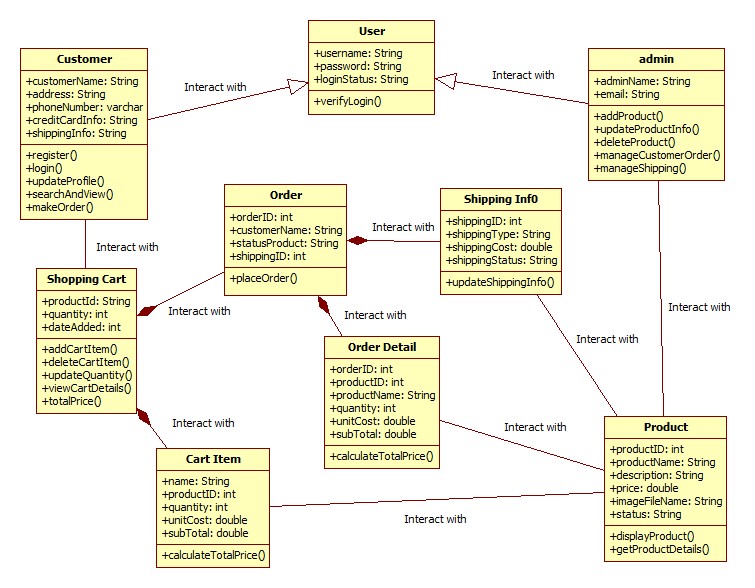 User
+username: String
+password: String
+loginStatus: String
+verifyLogin()
Customer
+customerName: String
+address: String
+phoneNumber: varchar
+creditCardInfo: String
+shippingInfo: String
+register()
+login()
+updateProfile()
+searchAndView()
+makeOrder()
admin
+adminName: String
+email: String
+addProduct()
+updateProductInfo()
+deleteProduct()
+manageCustomerOrder()
+manageShipping()
Interact with
Interact with
Order
+orderID: int
+customerName: String
+statusProduct: String
+shippingID: int
+placeOrder()
Interact with
Shipping Inf0
+shippingID: int
+shippingType: String
+shippingCost: double
+shippingStatus: String
+updateShippingInfo()
Interact with
Shopping Cart
+productId: String
+quantity: int
+dateAdded: int
+addCartItem()
+deleteCartItem()
+updateQuantity()
+viewCartDetails()
+totalPrice()
Interact with
Interact with
Interact with
Interact with
Order Detail
+orderID: int
+productID: int
+productName: String
+quantity: int
+unitCost: double
+subTotal: double
+calculateTotalPrice()
Interact with
Interact with
Cart Item
+name: String
+productID: int
+quantity: int
+unitCost: double
+subTotal: double
+calculateTotalPrice()
Interact with
Product
+productID: int
+productName: String
+description: String
+price: double
+imageFileName: String
+status: String
+displayProduct()
+getProductDetails()